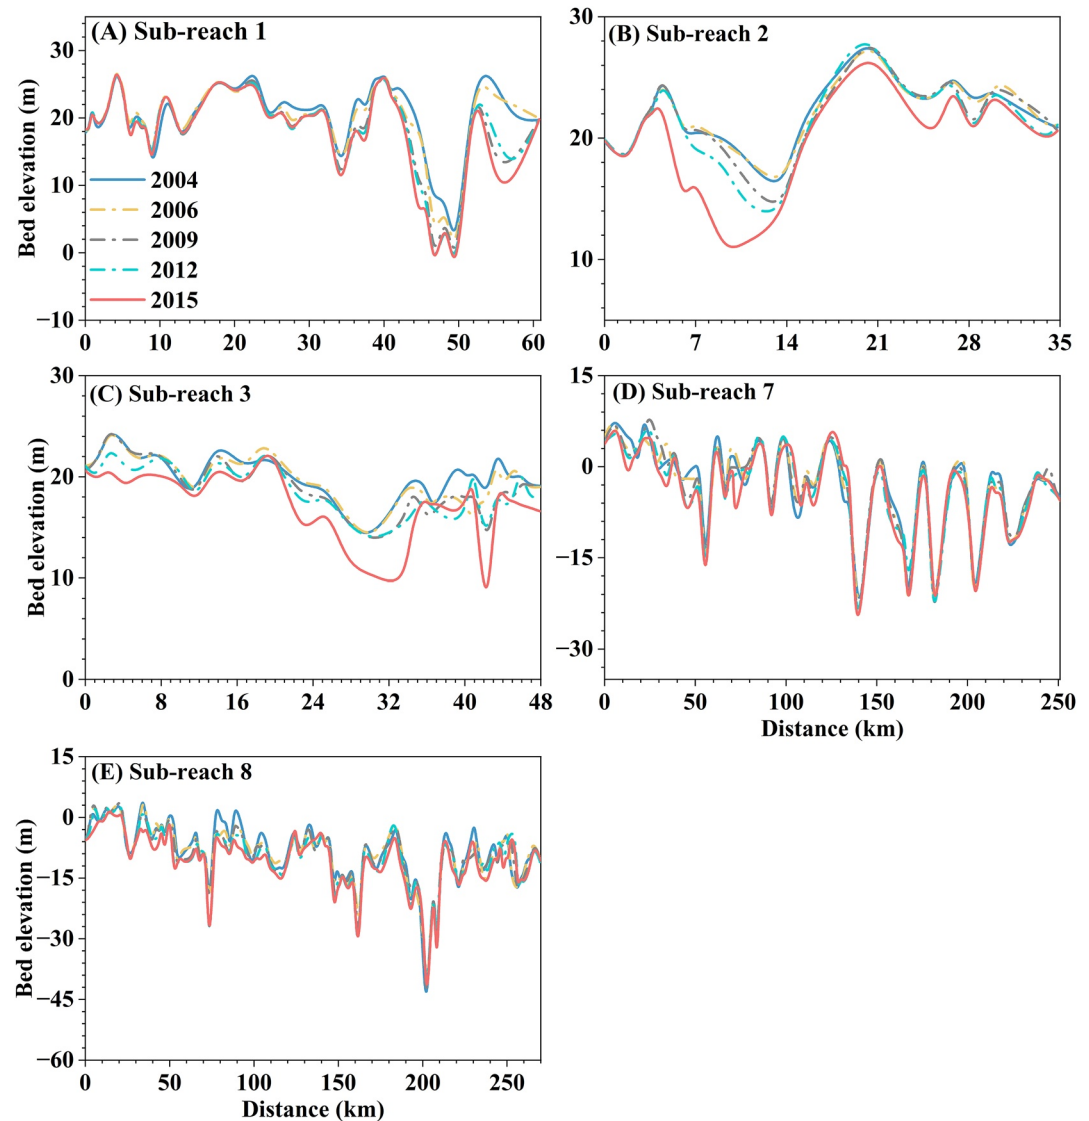 (A) Sub-reach 1
Bed elevation (m)
30
20
10
0
−10
2004
2006
2009
2012
2015
0 10 20 30 40 50 60
(B) Sub-reach 2
30
20
10
0 7 14 21 28 35
(C) Sub-reach 3
Bed elevation (m)
30
20
10
0
0 8 16 24 32 40 48
(D) Sub-reach 7
15
0
−15
−30
0 50 100 150 200 250
Distance (km)
(E) Sub-reach 8
Bed elevation (m)
15
0
−15
−30
−45
−60
0 50 100 150 200 250
Distance (km)